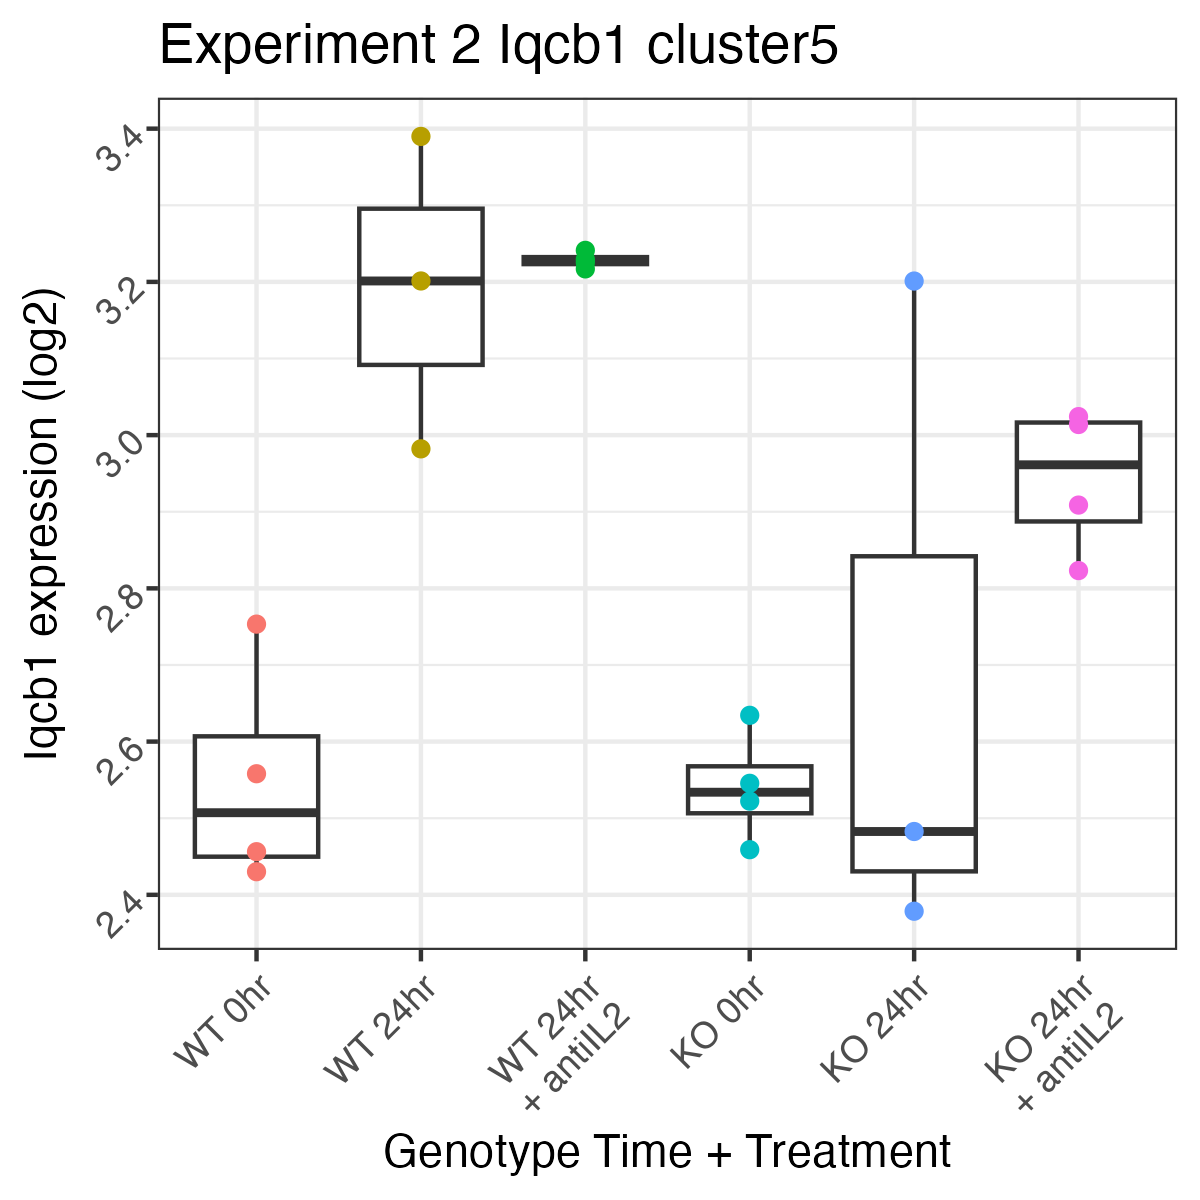 Experiment 2 Iqcb1 cluster5
Iqcb1 expression (log2)
3.4
3.2
3.0
2.8
2.6
2.4
WT 0hr
WT 24hr
WT 24hr
+ antiIL2
KO 0hr
KO 24hr
KO 24hr
+ antiIL2
Genotype Time + Treatment